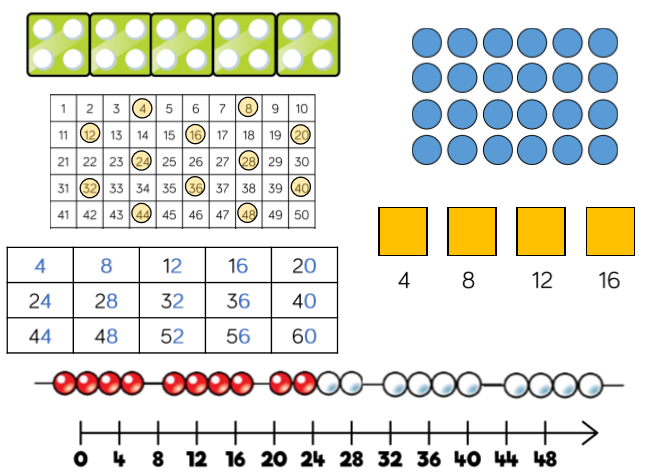 1 2 3 4 5 6 7 8 9 10
11 12 13 14 15 16 17 18 19 20
21 22 23 24 25 26 27 28 29 30
31 32 33 34 35 36 37 38 39 40
41 42 43 44 45 46 47 48 49 50
4 8 12 16
4 8 12 16 20
24 28 32 36 40
44 48 52 56 60
0 4 8 12 16 20 24 28 32 36 40 44 48